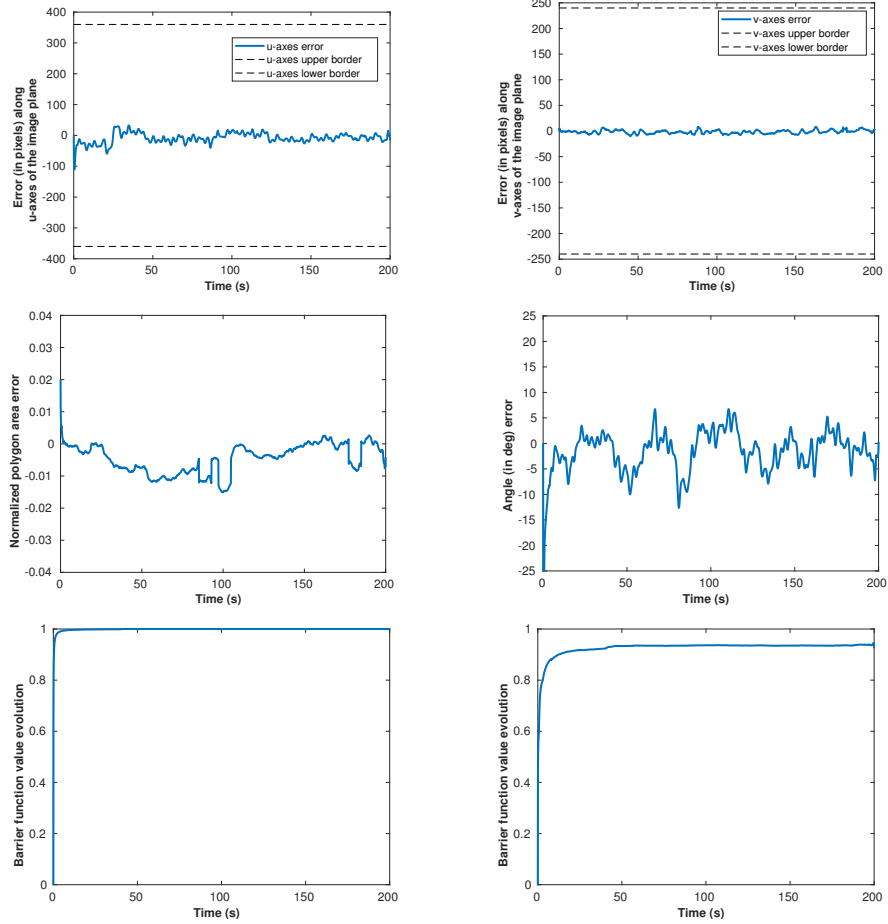 400
300
200
100
0
-100
-200
-300
-400
0 50 100 150 200
Time (s)
Error (in pixels) along
u-axes of the image plane
u-axes error
u-axes upper border
u-axes lower border
250
200
150
100
50
0
-50
-100
-150
-200
-250
0 50 100 150 200
Time (s)
Error (in pixels) along
v-axes of the image plane
v-axes error
v-axes upper border
v-axes lower border
0.04
0.03
0.02
0.01
0
-0.01
-0.02
-0.03
-0.04
0 50 100 150 200
Time (s)
Normalized polygon area error
25
20
15
10
5
0
-5
-10
-15
-20
-25
0 50 100 150 200
Time (s)
Angle (in deg) error
1
0.8
0.6
0.4
0.2
0
0 50 100 150 200
Time (s)
Barrier function value evolution
1
0.8
0.6
0.4
0.2
0
0 50 100 150 200
Time (s)
Barrier function value evolution